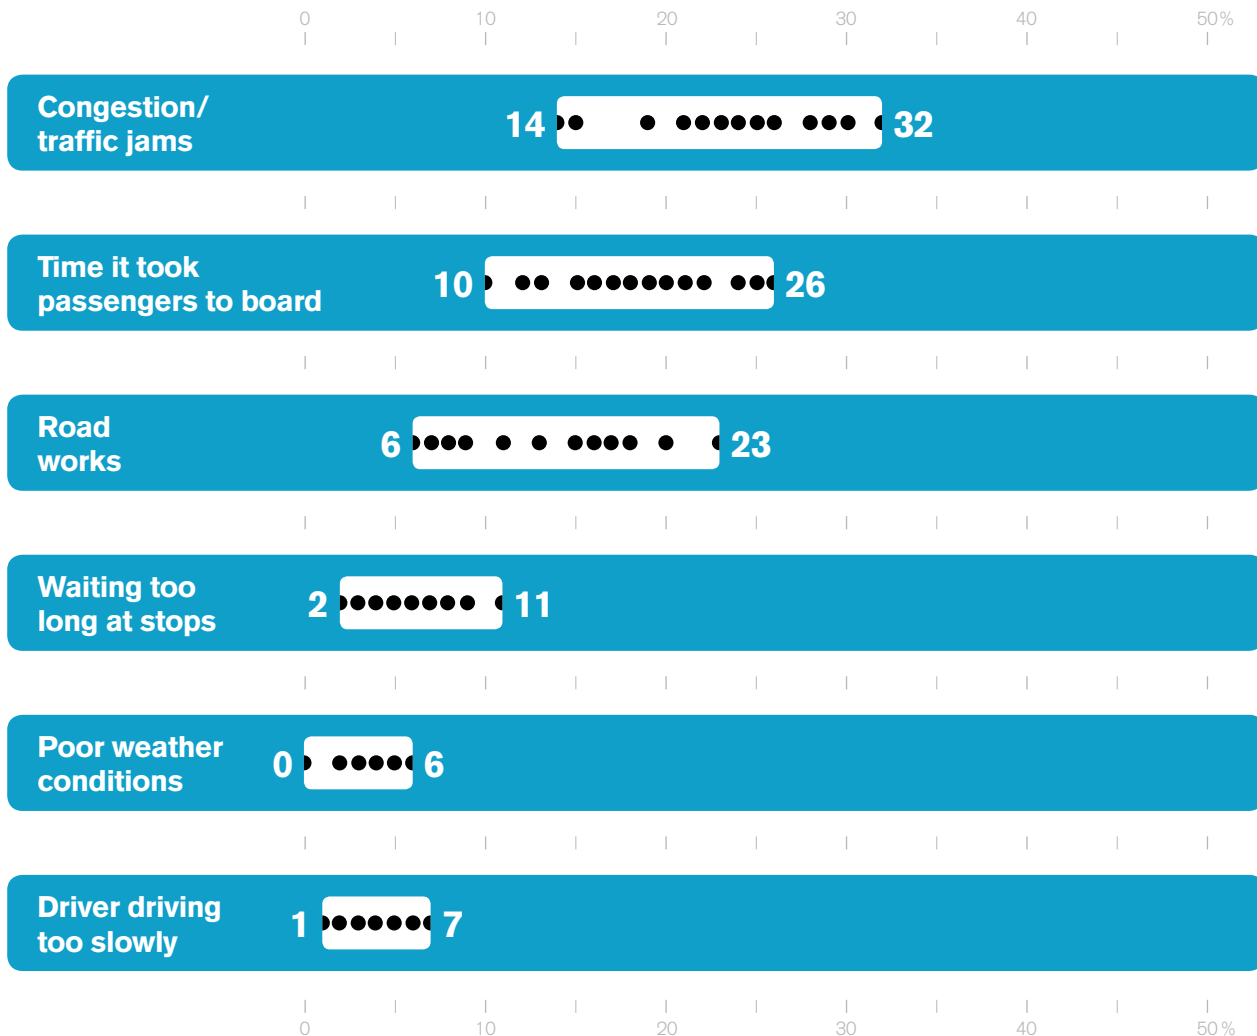 0 10 20 30 40 50%
Congestion/
traffic jams
14 32
Time it took
passengers to board
10 26
Road
works
6 23
Waiting too
long at stops
2 11
Poor weather
conditions
0 6
Driver driving
too slowly
1 7
0 10 20 30 40 50%